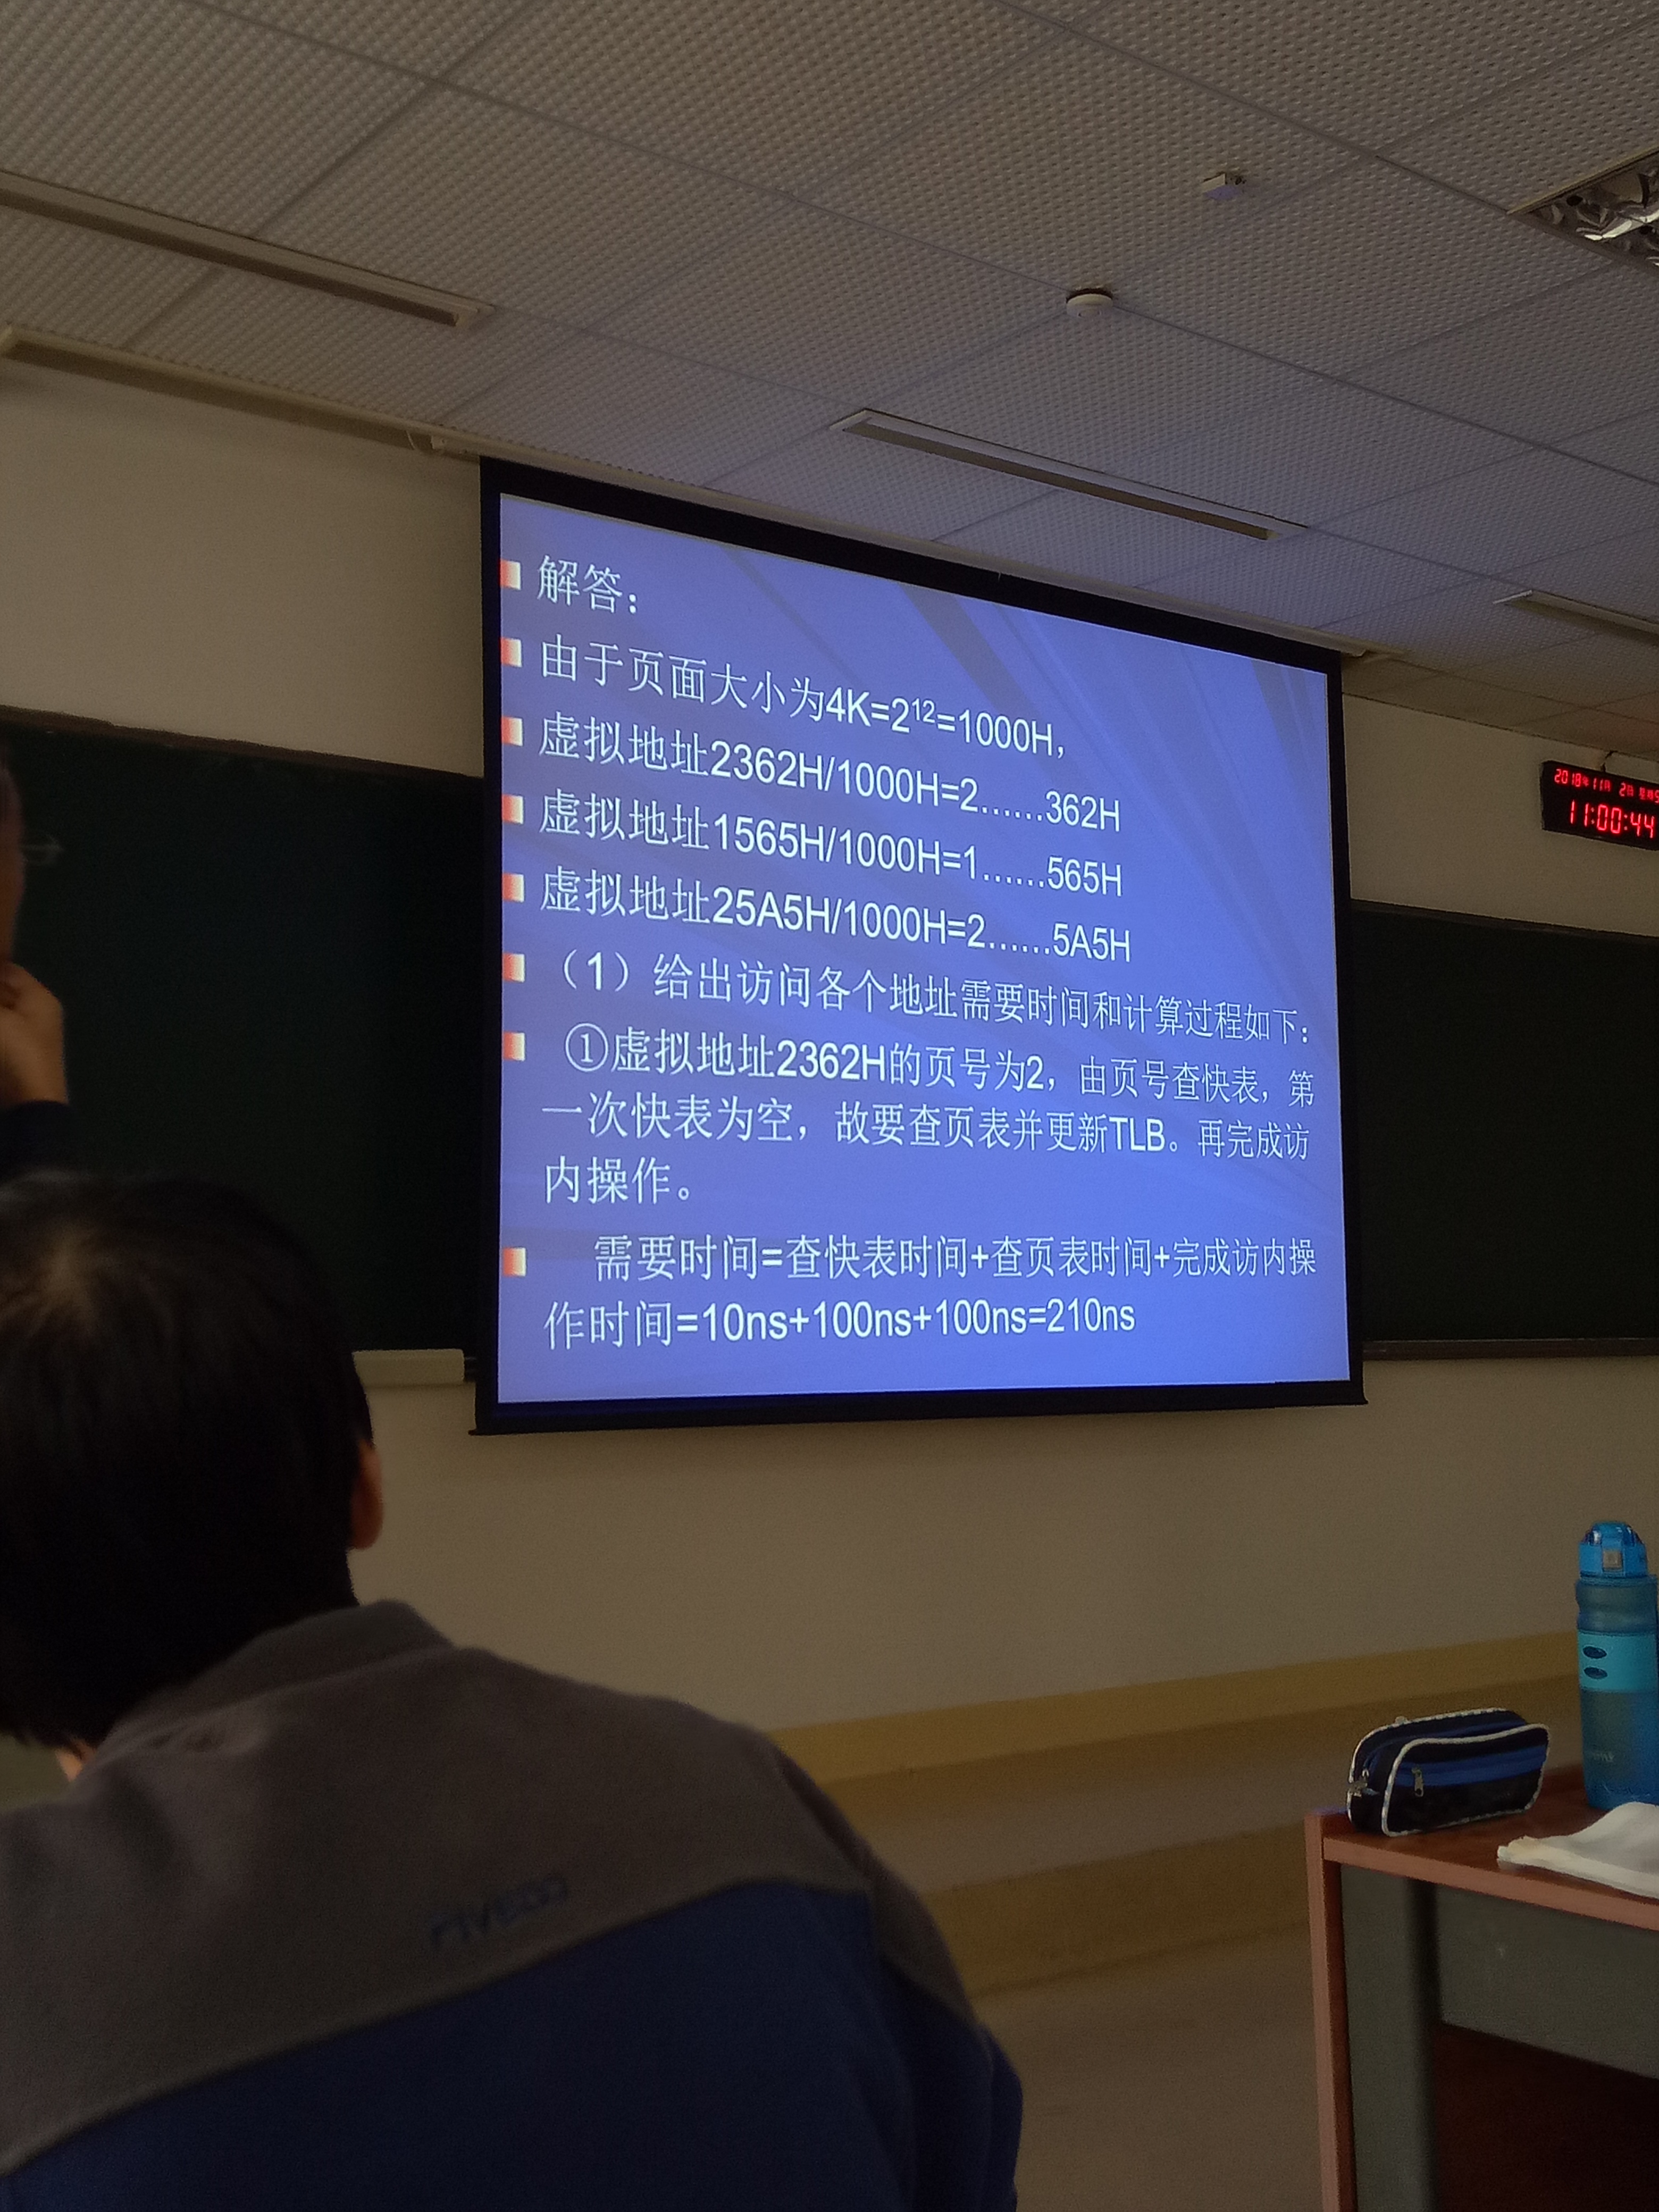 解答：
由于页面大小为4K=2¹²=1000H，
虚拟地址2362H/1000H=2……362H
虚拟地址1565H/1000H=1……565H
虚拟地址25A5H/1000H=2……5A5H
（1）给出访问各个地址需要时间和计算过程如下：
①虚拟地址2362H的页号为2，由页号查快表，第
一次快表为空，故要查页表并更新TLB。再完成访
内操作。
需要时间=查快表时间+查页表时间+完成访内操
作时间=10ns+100ns+100ns=210ns
2018年11月 2日 星期5
11:00:44